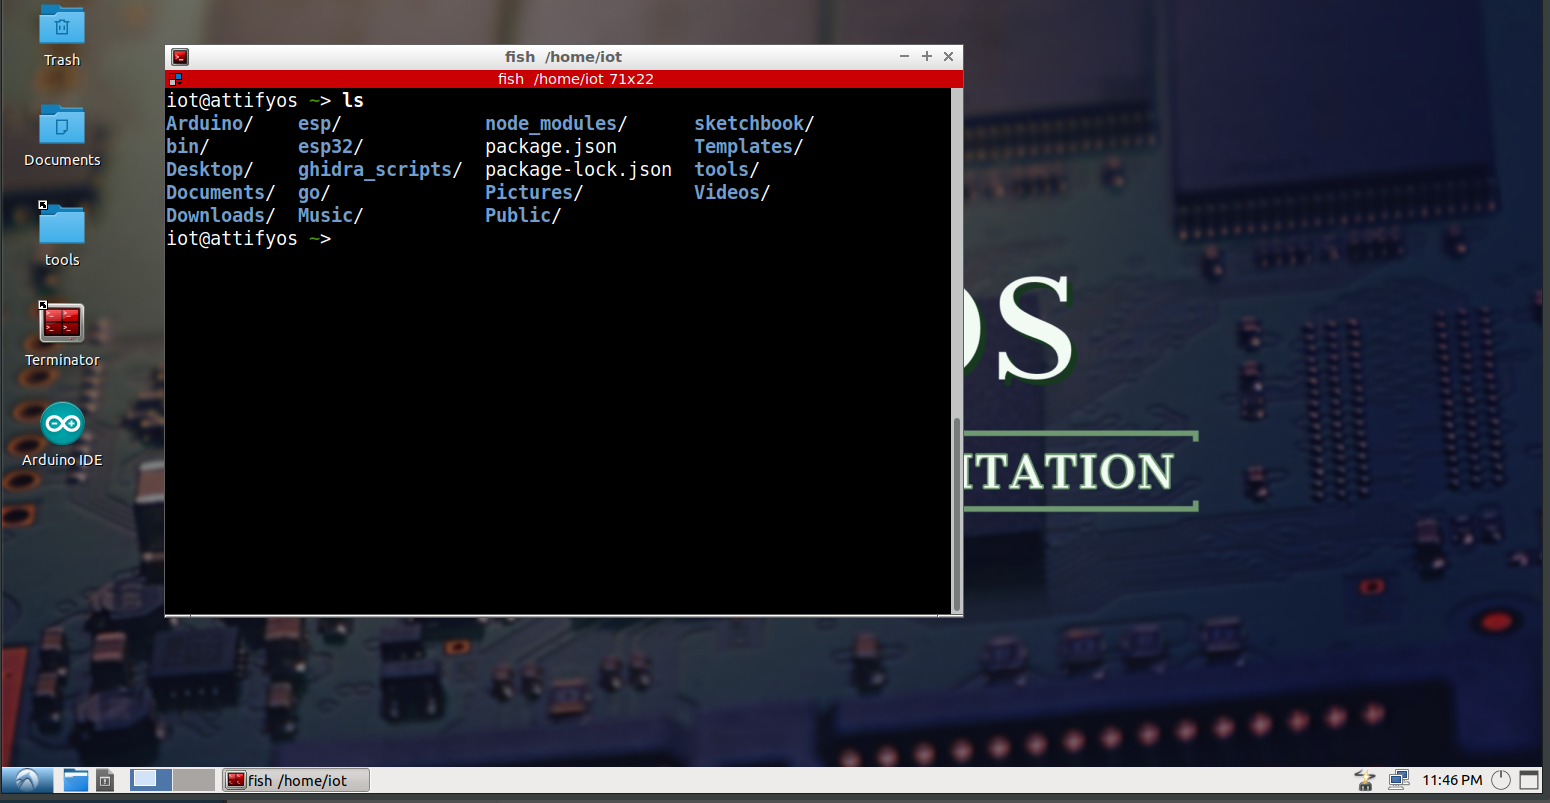 Trash
Documents
tools
Terminator
Arduino IDE
fish /home/iot
fish /home/iot 71x22
iot@attifyos ~> ls
Arduino/ esp/ node_modules/ sketchbook/
bin/ esp32/ package.json Templates/
Desktop/ ghidra_scripts/ package-lock.json tools/
Documents/ go/ Pictures/ Videos/
Downloads/ Music/ Public/
iot@attifyos ~>
OS
ITATION
fish /home/iot
11:46 PM